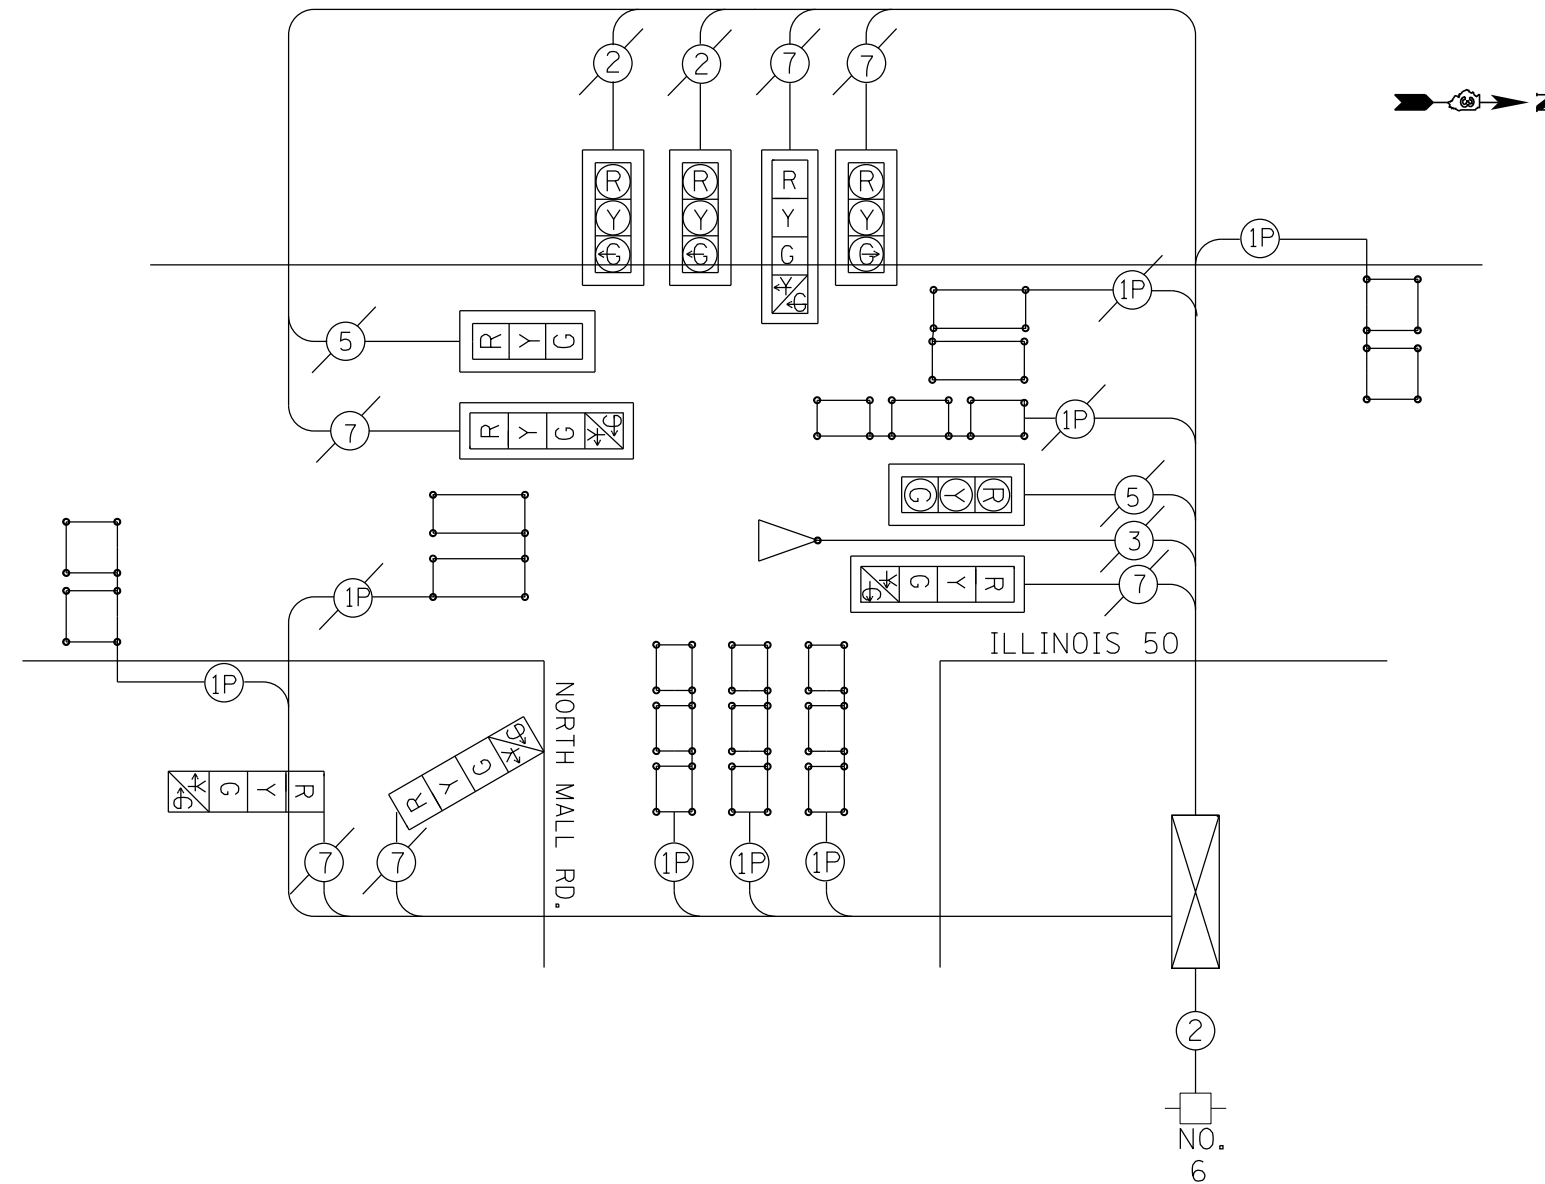 2 2 7 7
3
N
R R R R
Y Y Y Y
G G G G
Y G
1P
1P
5 R Y G
1P
7 R Y G Y G
G Y R 5
3
G Y G Y R 7
1P
ILLINOIS 50
1P
NORTH MALL RD.
R Y G Y G
G Y G Y R
7 7 1P 1P 1P
2
NO.
6